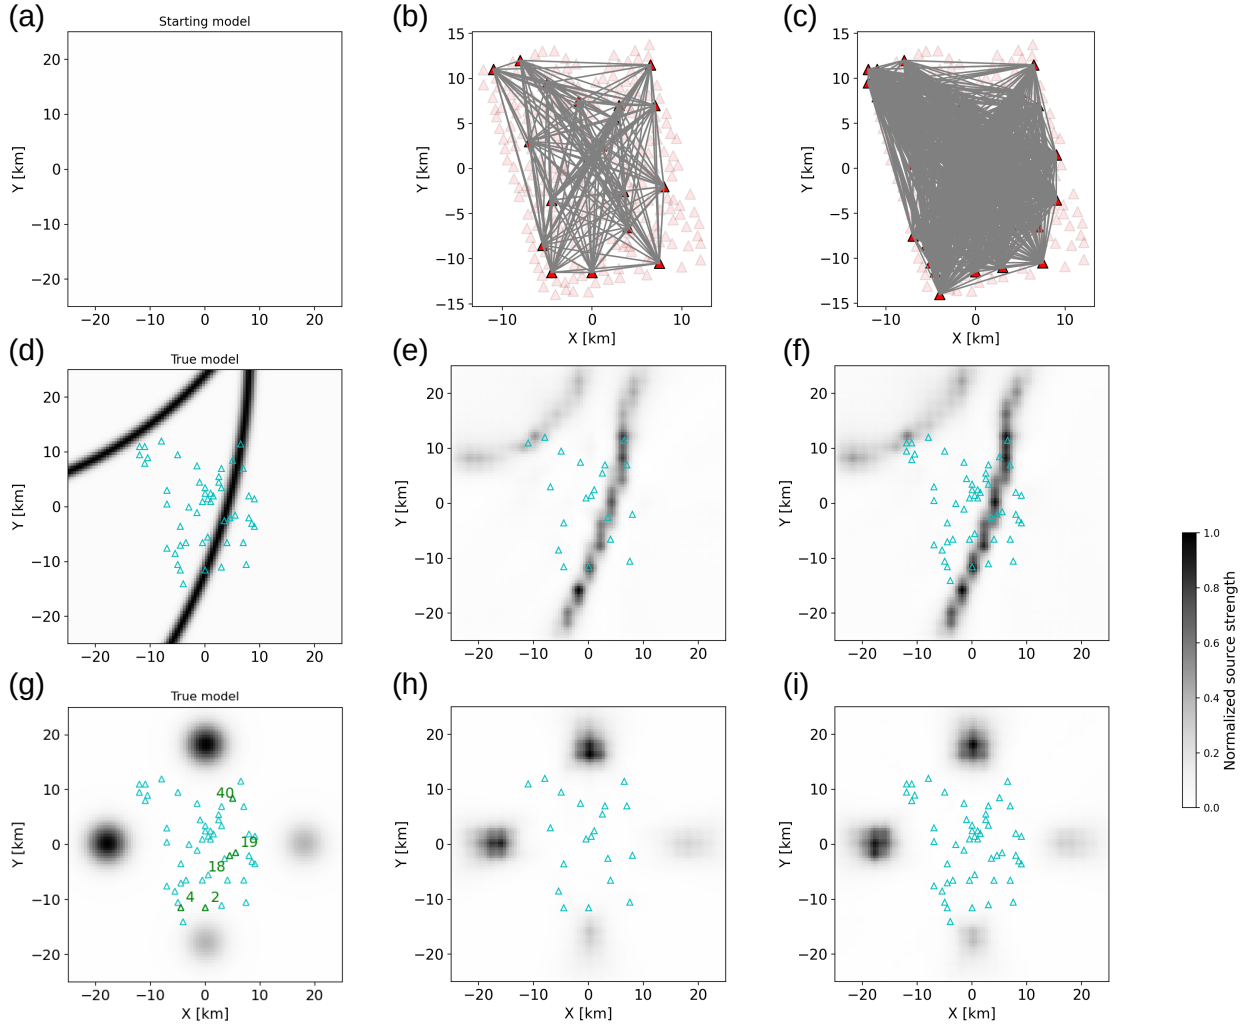 (a)
Starting model
Y [km]
20
10
0
−10
−20
−20 −10 0 10 20
(b)
Y [km]
15
10
5
0
−5
−10
−15
−10 0 10
X [km]
(c)
Y [km]
15
10
5
0
−5
−10
−15
−10 0 10
X [km]
(d)
True model
Y [km]
20
10
0
−10
−20
−20 −10 0 10 20
(e)
Y [km]
20
10
0
−10
−20
−20 −10 0 10 20
(f)
Y [km]
20
10
0
−10
−20
−20 −10 0 10 20
(g)
True model
Y [km]
20
10
0
−10
−20
40
19
18
4 2
−20 −10 0 10 20
X [km]
(h)
Y [km]
20
10
0
−10
−20
−20 −10 0 10 20
X [km]
(i)
Y [km]
20
10
0
−10
−20
−20 −10 0 10 20
X [km]
1.0
0.8
0.6
0.4
0.2
0.0
Normalized source strength